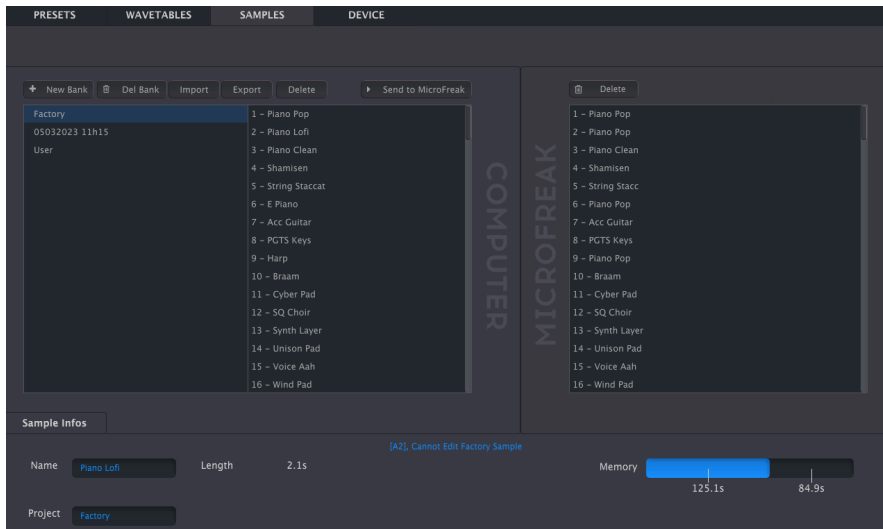 PRESETS WAVETABLES SAMPLES DEVICE
+ New Bank Del Bank Import Export Delete Send to MicroFreak
Delete
Factory
05032023 11h15
User
1 – Piano Pop
2 – Piano Lofi
3 – Piano Clean
4 – Shamisen
5 – String Staccat
6 – E Piano
7 – Acc Guitar
8 – PGTS Keys
9 – Harp
10 – Braam
11 – Cyber Pad
12 – SQ Choir
13 – Synth Layer
14 – Unison Pad
15 – Voice Aah
16 – Wind Pad
COMPUTER
MICROFREAK
1 – Piano Pop
2 – Piano Pop
3 – Piano Clean
4 – Shamisen
5 – String Stacc
6 – Piano Pop
7 – Acc Guitar
8 – PGTS Keys
9 – Piano Pop
10 – Braam
11 – Cyber Pad
12 – SQ Choir
13 – Synth Layer
14 – Unison Pad
15 – Voice Aah
16 – Wind Pad
Sample Infos
[A2], Cannot Edit Factory Sample
Name Piano Lofi Length 2.1s Memory
125.1s 84.9s
Project Factory